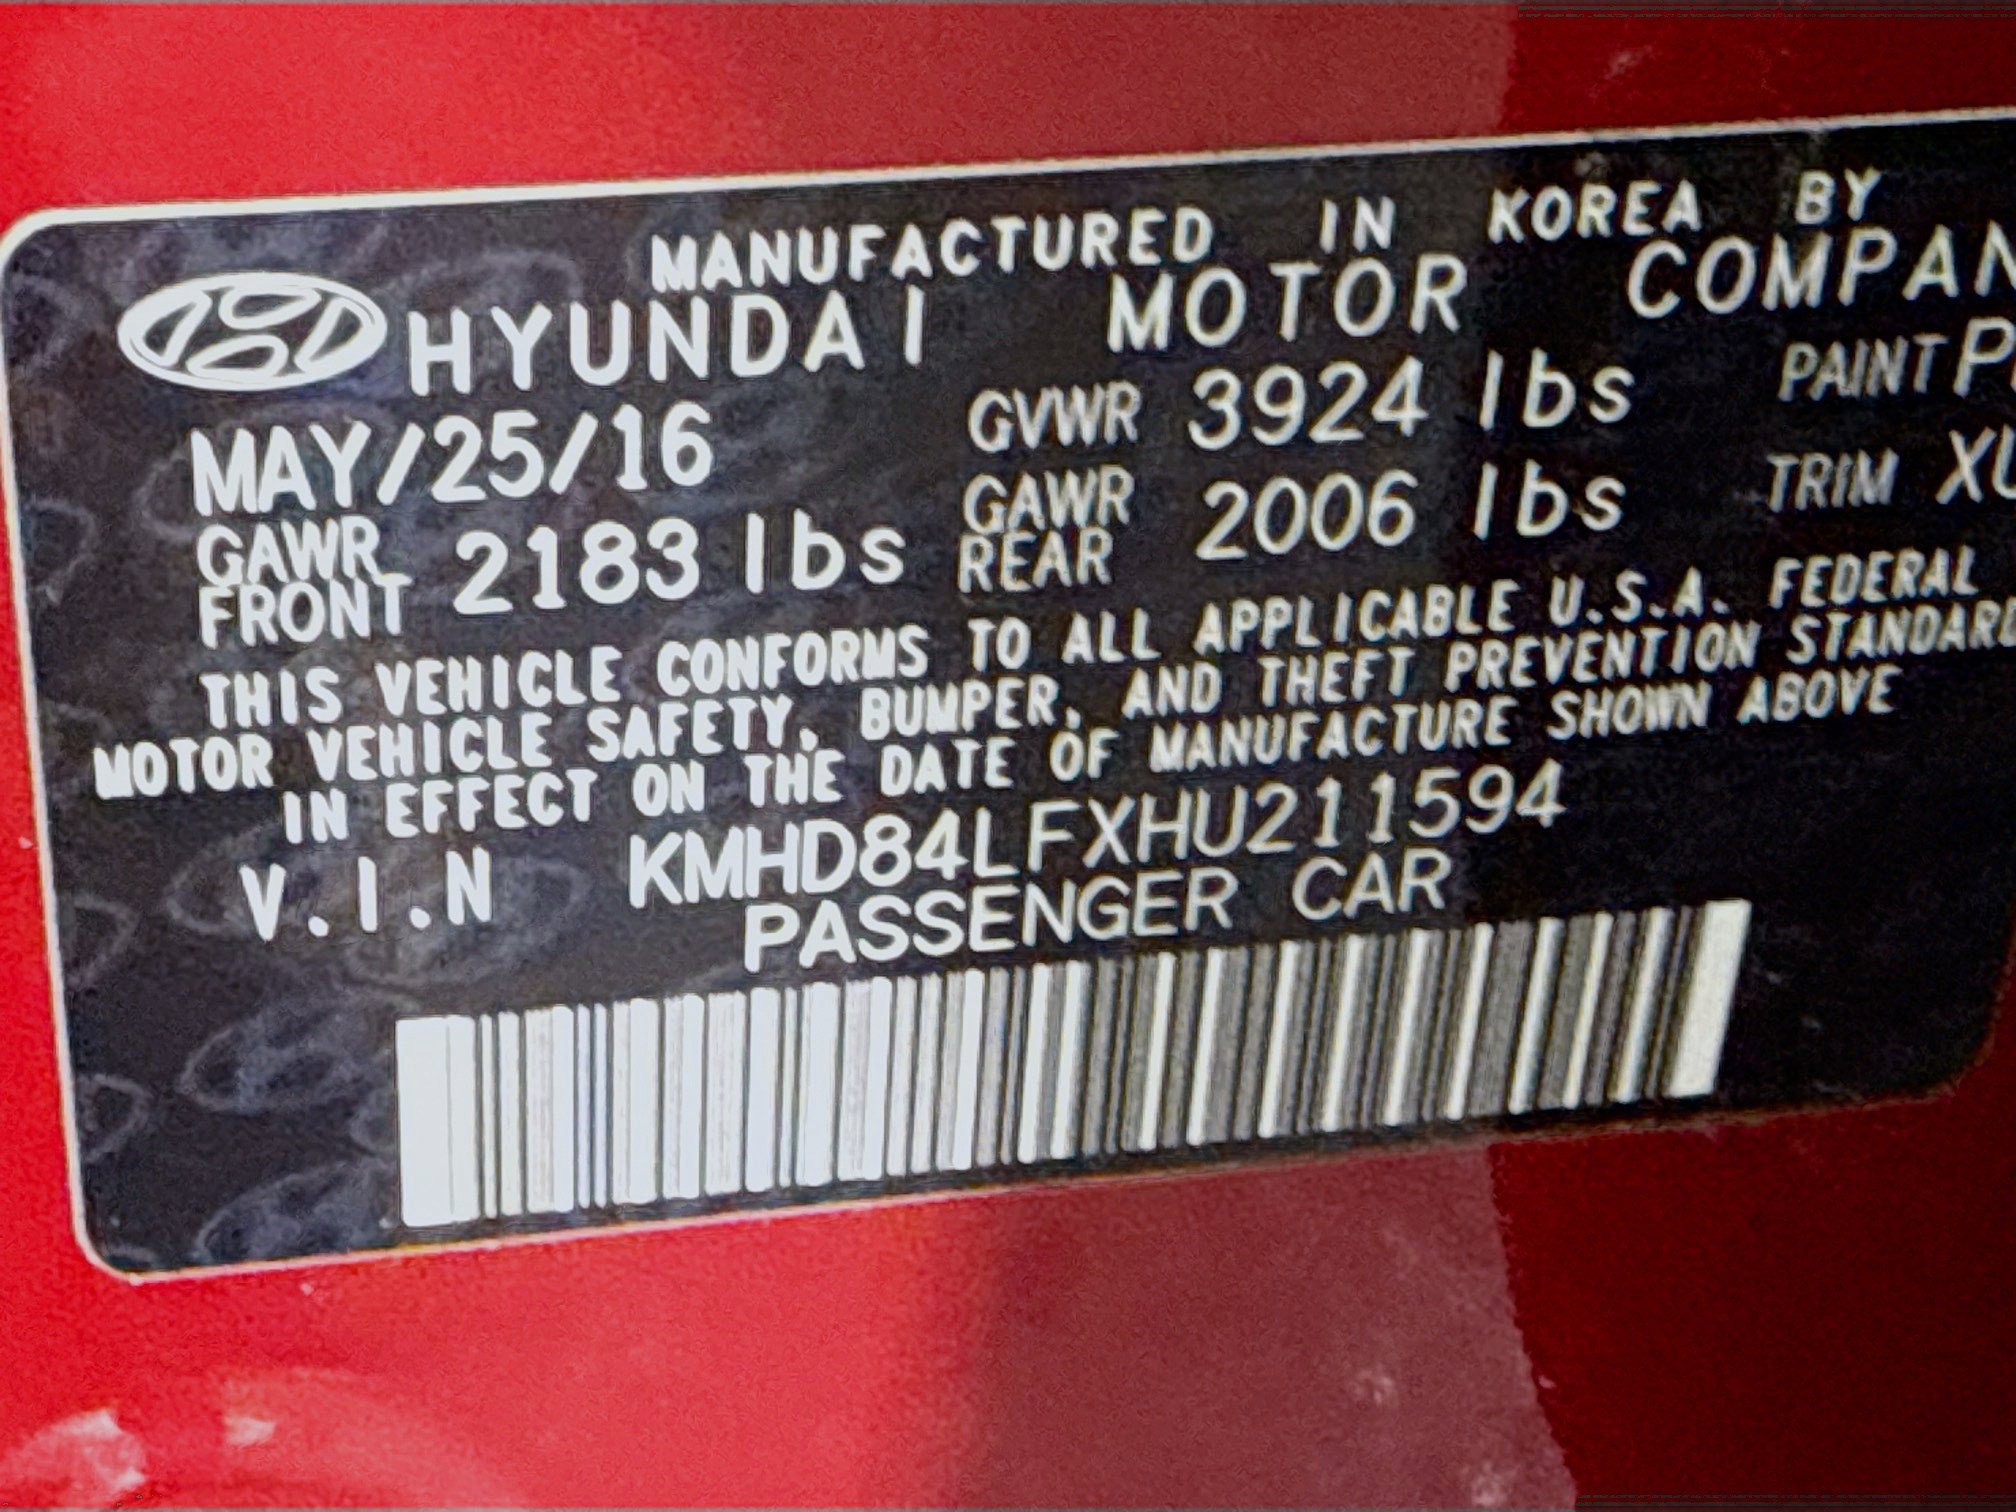 MANUFACTURED IN KOREA BY
HYUNDAI MOTOR COMPAN
MAY/25/16 GVWR 3924 lbs PAINT
GAWR FRONT 2183 lbs GAWR REAR 2006 lbs TRIM
THIS VEHICLE CONFORMS TO ALL APPLICABLE U.S.A. FEDERAL
MOTOR VEHICLE SAFETY, BUMPER, AND THEFT PREVENTION STANDARD
IN EFFECT ON THE DATE OF MANUFACTURE SHOWN ABOVE
V.I.N KMHD84LFXHU211594
PASSENGER CAR